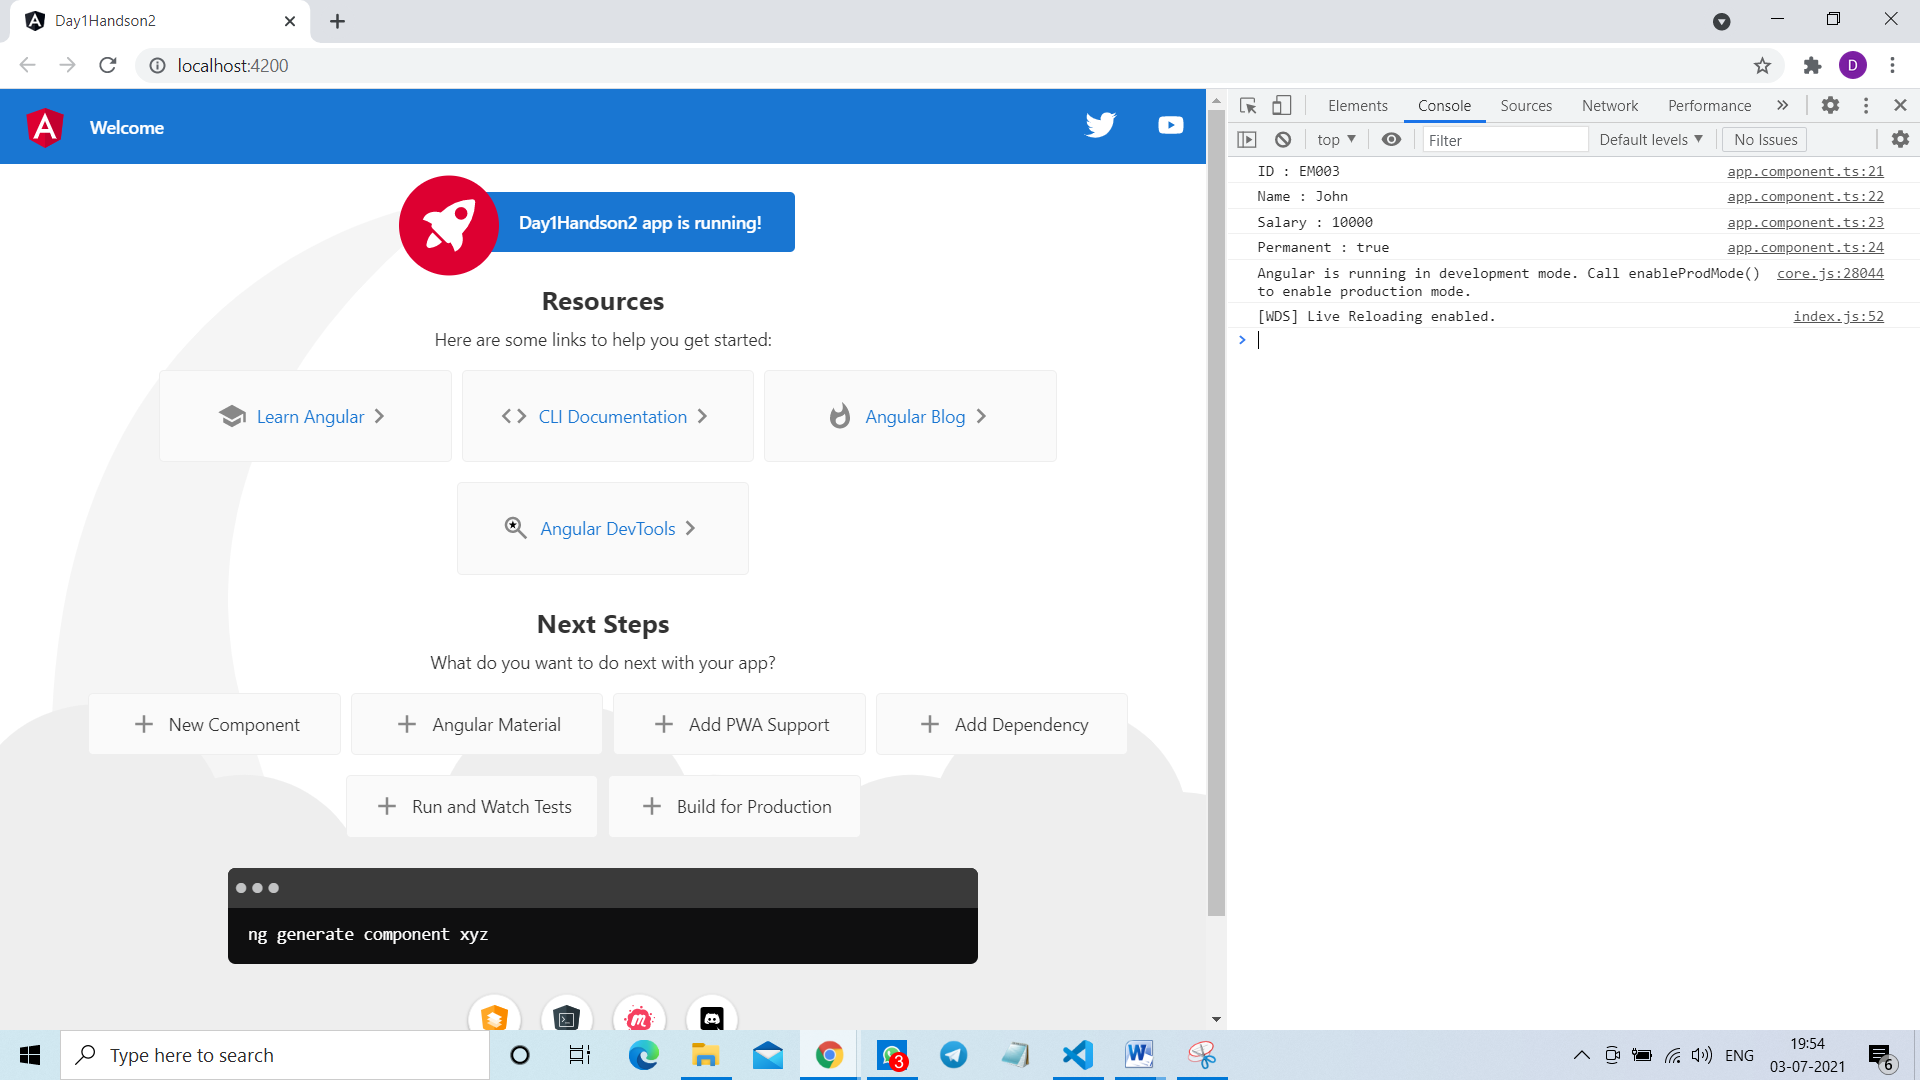 Day1Handson2
localhost:4200
D
Welcome
Day1Handson2 app is running!
Resources
Here are some links to help you get started:
Learn Angular
CLI Documentation
Angular Blog
Angular DevTools
Next Steps
What do you want to do next with your app?
New Component
Angular Material
Add PWA Support
Add Dependency
Run and Watch Tests
Build for Production
ng generate component xyz
Elements Console Sources Network Performance
top Filter Default levels No Issues
ID : EM003 app.component.ts:21
Name : John app.component.ts:22
Salary : 10000 app.component.ts:23
Permanent : true app.component.ts:24
Angular is running in development mode. Call enableProdMode() core.js:28044
to enable production mode.
[WDS] Live Reloading enabled. index.js:52
Type here to search
3
ENG
19:54
03-07-2021
6